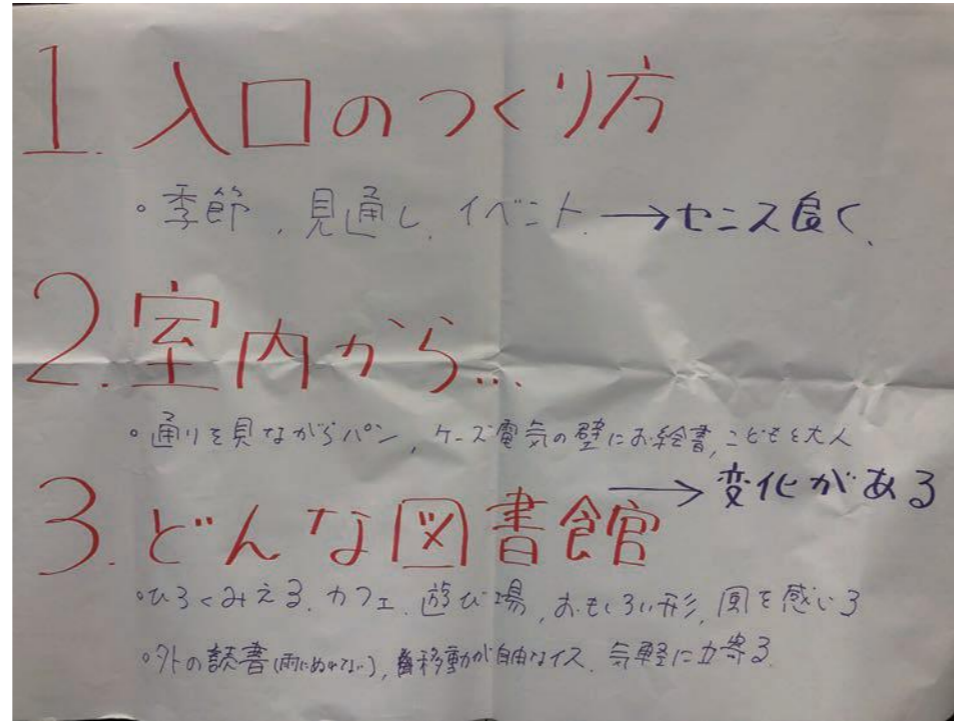 1. 入口のつくり方
。季節、見通し、イベント. →センス良く.
2. 室内から...
。通りを見ながらパン, ケーズ電気の壁にお絵書, こどもと大人
→ 変化がある
3. どんな図書館
。ひろくみえる. カフェ. 遊び場, おもしろい形, 風を感じる
。外の読書(雨にぬれない), 移動が自由なイス. 気軽に立寄る.